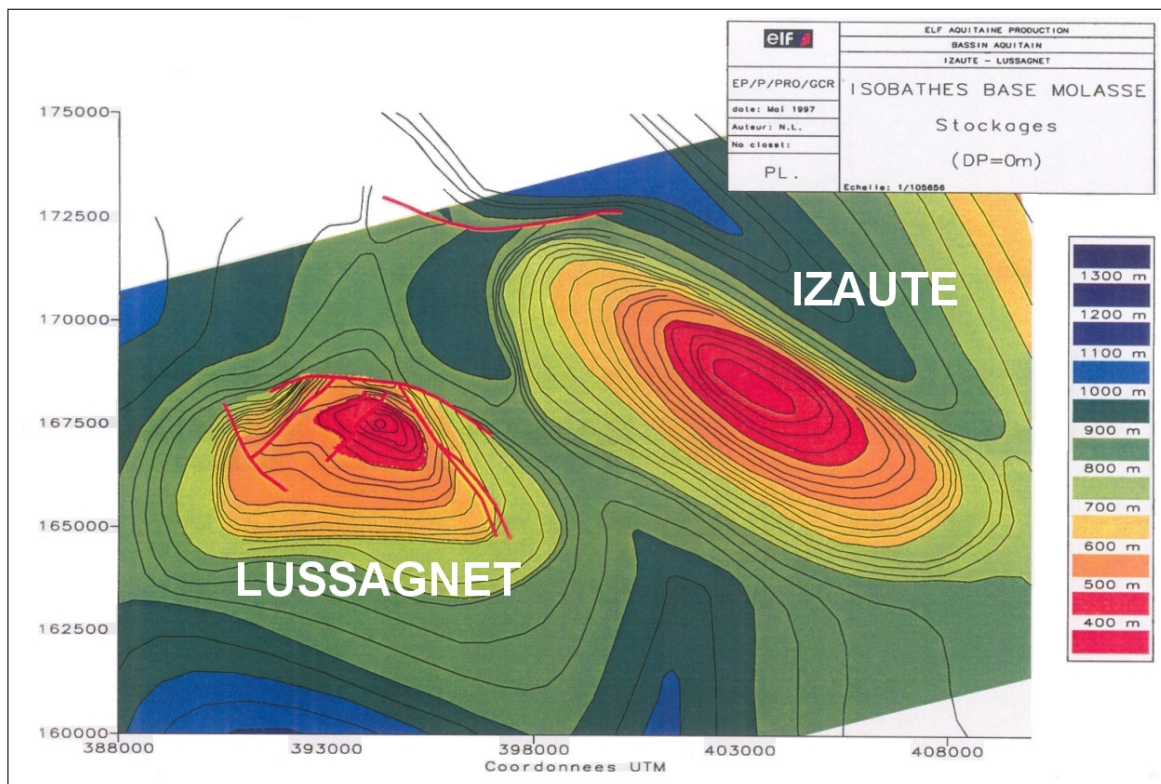 elf
ELF AQUITAINE PRODUCTION
BASSIN AQUITAIN
IZAUTE - LUSSAGNET
EP/P/PRO/GCR
date: Mai 1997
Auteur: N.L.
No classt:
PL.
ISOBATHES BASE MOLASSE
Stockages
(DP=0m)
Echelle: 1/105656
175000
172500
170000
167500
165000
162500
160000
IZAUTE
LUSSAGNET
1300 m
1200 m
1100 m
1000 m
900 m
800 m
700 m
600 m
500 m
400 m
388000
393000
398000
403000
408000
Coordonnees UTM